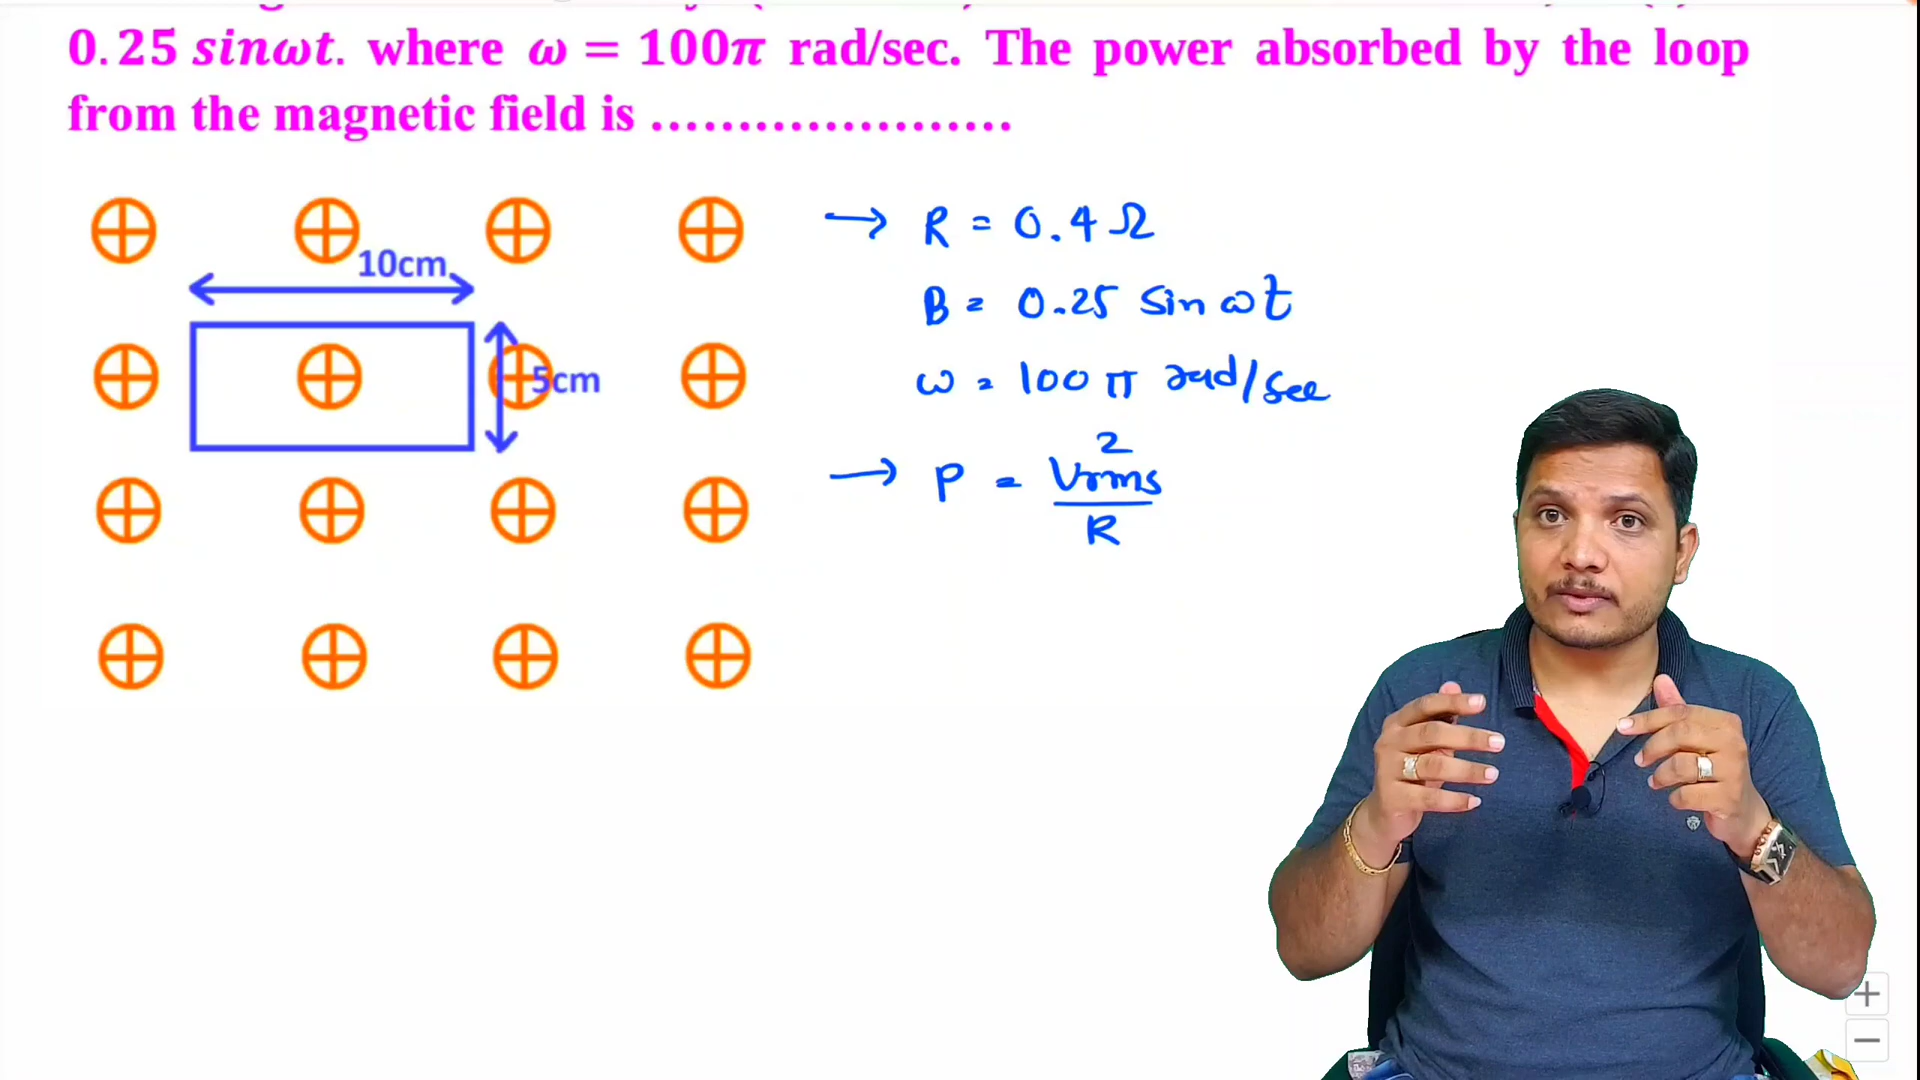 0.25 sinωt. where ω = 100π rad/sec. The power absorbed by the loop
from the magnetic field is .....................
10cm
5cm
→ R = 0.4 Ω
B = 0.25 sin ωt
ω = 100 π rad/sec
→ P = Vrms² / R